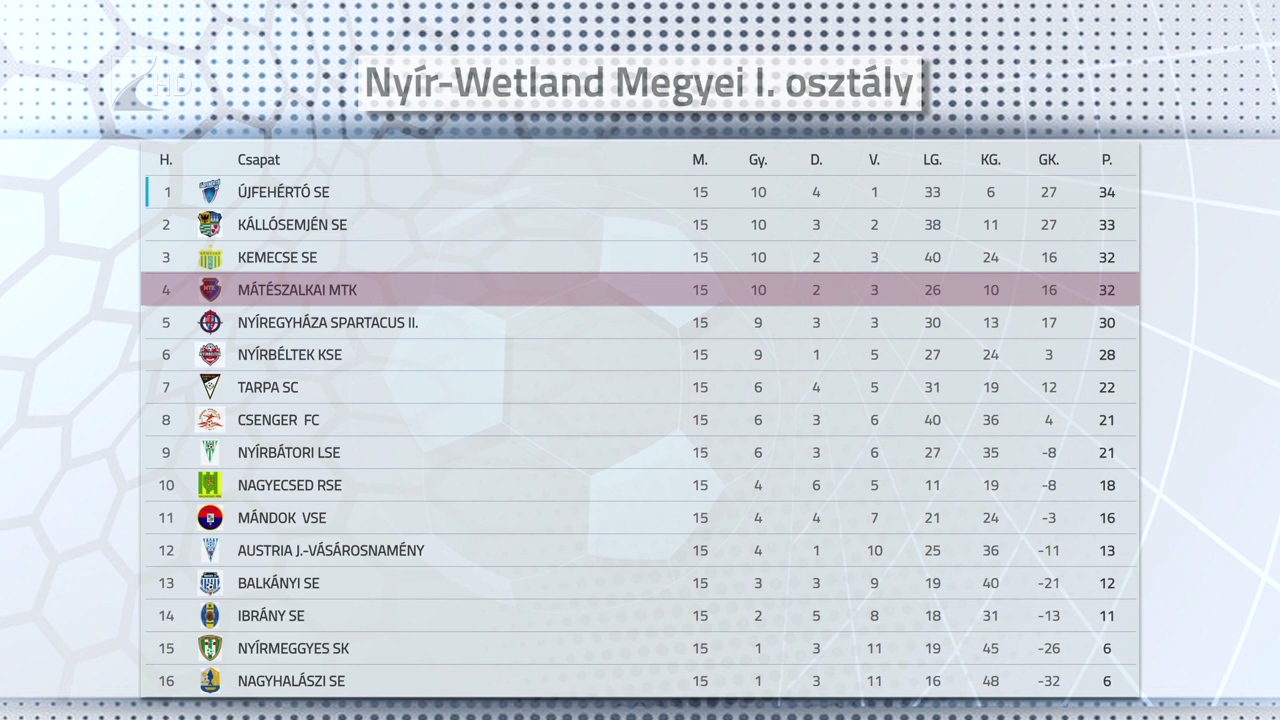 HD
Nyír-Wetland Megyei I. osztály
H. Csapat M. Gy. D. V. LG. KG. GK. P.
1 ÚJFEHÉRTÓ SE 15 10 4 1 33 6 27 34
2 KÁLLÓSEMJÉN SE 15 10 3 2 38 11 27 33
3 KEMECSE SE 15 10 2 3 40 24 16 32
4 MÁTÉSZALKAI MTK 15 10 2 3 26 10 16 32
5 NYÍREGYHÁZA SPARTACUS II. 15 9 3 3 30 13 17 30
6 NYÍRBÉLTEK KSE 15 9 1 5 27 24 3 28
7 TARPA SC 15 6 4 5 31 19 12 22
8 CSENGER FC 15 6 3 6 40 36 4 21
9 NYÍRBÁTORI LSE 15 6 3 6 27 35 -8 21
10 NAGYECSED RSE 15 4 6 5 11 19 -8 18
11 MÁNDOK VSE 15 4 4 7 21 24 -3 16
12 AUSTRIA J.-VÁSÁROSNAMÉNY 15 4 1 10 25 36 -11 13
13 BALKÁNYI SE 15 3 3 9 19 40 -21 12
14 IBRÁNY SE 15 2 5 8 18 31 -13 11
15 NYÍRMEGGYES SK 15 1 3 11 19 45 -26 6
16 NAGYHALÁSZI SE 15 1 3 11 16 48 -32 6